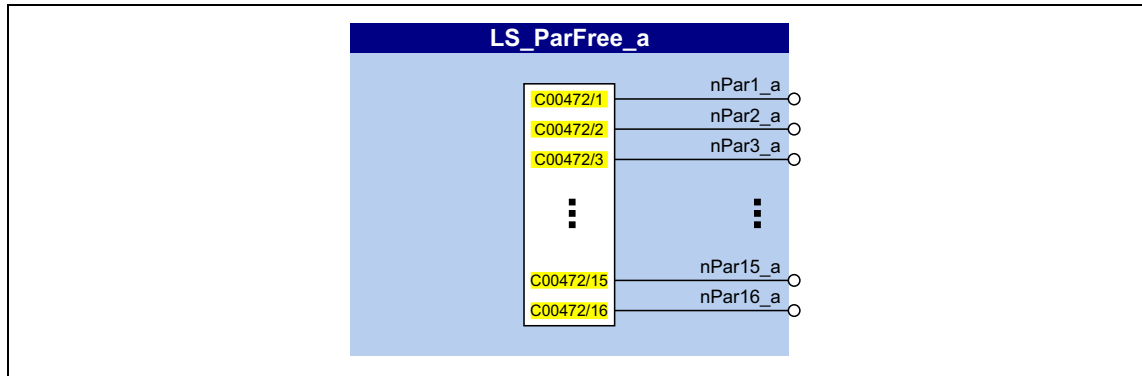 LS_ParFree_a
C00472/1 nPar1_a
C00472/2 nPar2_a
C00472/3 nPar3_a
C00472/15 nPar15_a
C00472/16 nPar16_a